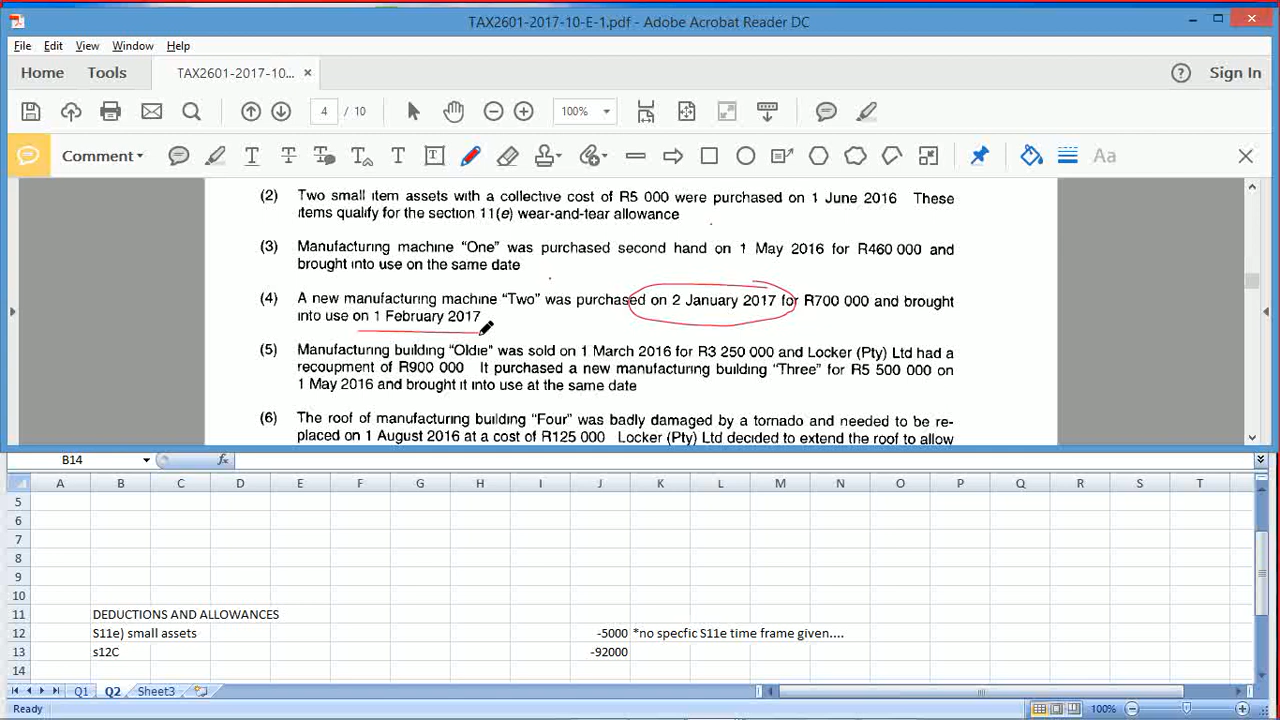 TAX2601-2017-10-E-1.pdf - Adobe Acrobat Reader DC
File Edit View Window Help
Home Tools TAX2601-2017-10... × Sign In
4 / 10 100%
Comment Aa
(2) Two small item assets with a collective cost of R5 000 were purchased on 1 June 2016 These
items qualify for the section 11(e) wear-and-tear allowance
(3) Manufacturing machine “One” was purchased second hand on 1 May 2016 for R460 000 and
brought into use on the same date
(4) A new manufacturing machine “Two” was purchased on 2 January 2017 for R700 000 and brought
into use on 1 February 2017
(5) Manufacturing building “Oldie” was sold on 1 March 2016 for R3 250 000 and Locker (Pty) Ltd had a
recoupment of R900 000 It purchased a new manufacturing building “Three” for R5 500 000 on
1 May 2016 and brought it into use at the same date
(6) The roof of manufacturing building “Four” was badly damaged by a tornado and needed to be re-
placed on 1 August 2016 at a cost of R125 000 Locker (Pty) Ltd decided to extend the roof to allow
B14 fx
A B C D E F G H I J K L M N O P Q R S T
5
6
7
8
9
10
11 DEDUCTIONS AND ALLOWANCES
12 S11e) small assets -5000 *no specfic S11e time frame given....
13 s12C -92000
14
Q1 Q2 Sheet3
Ready 100%